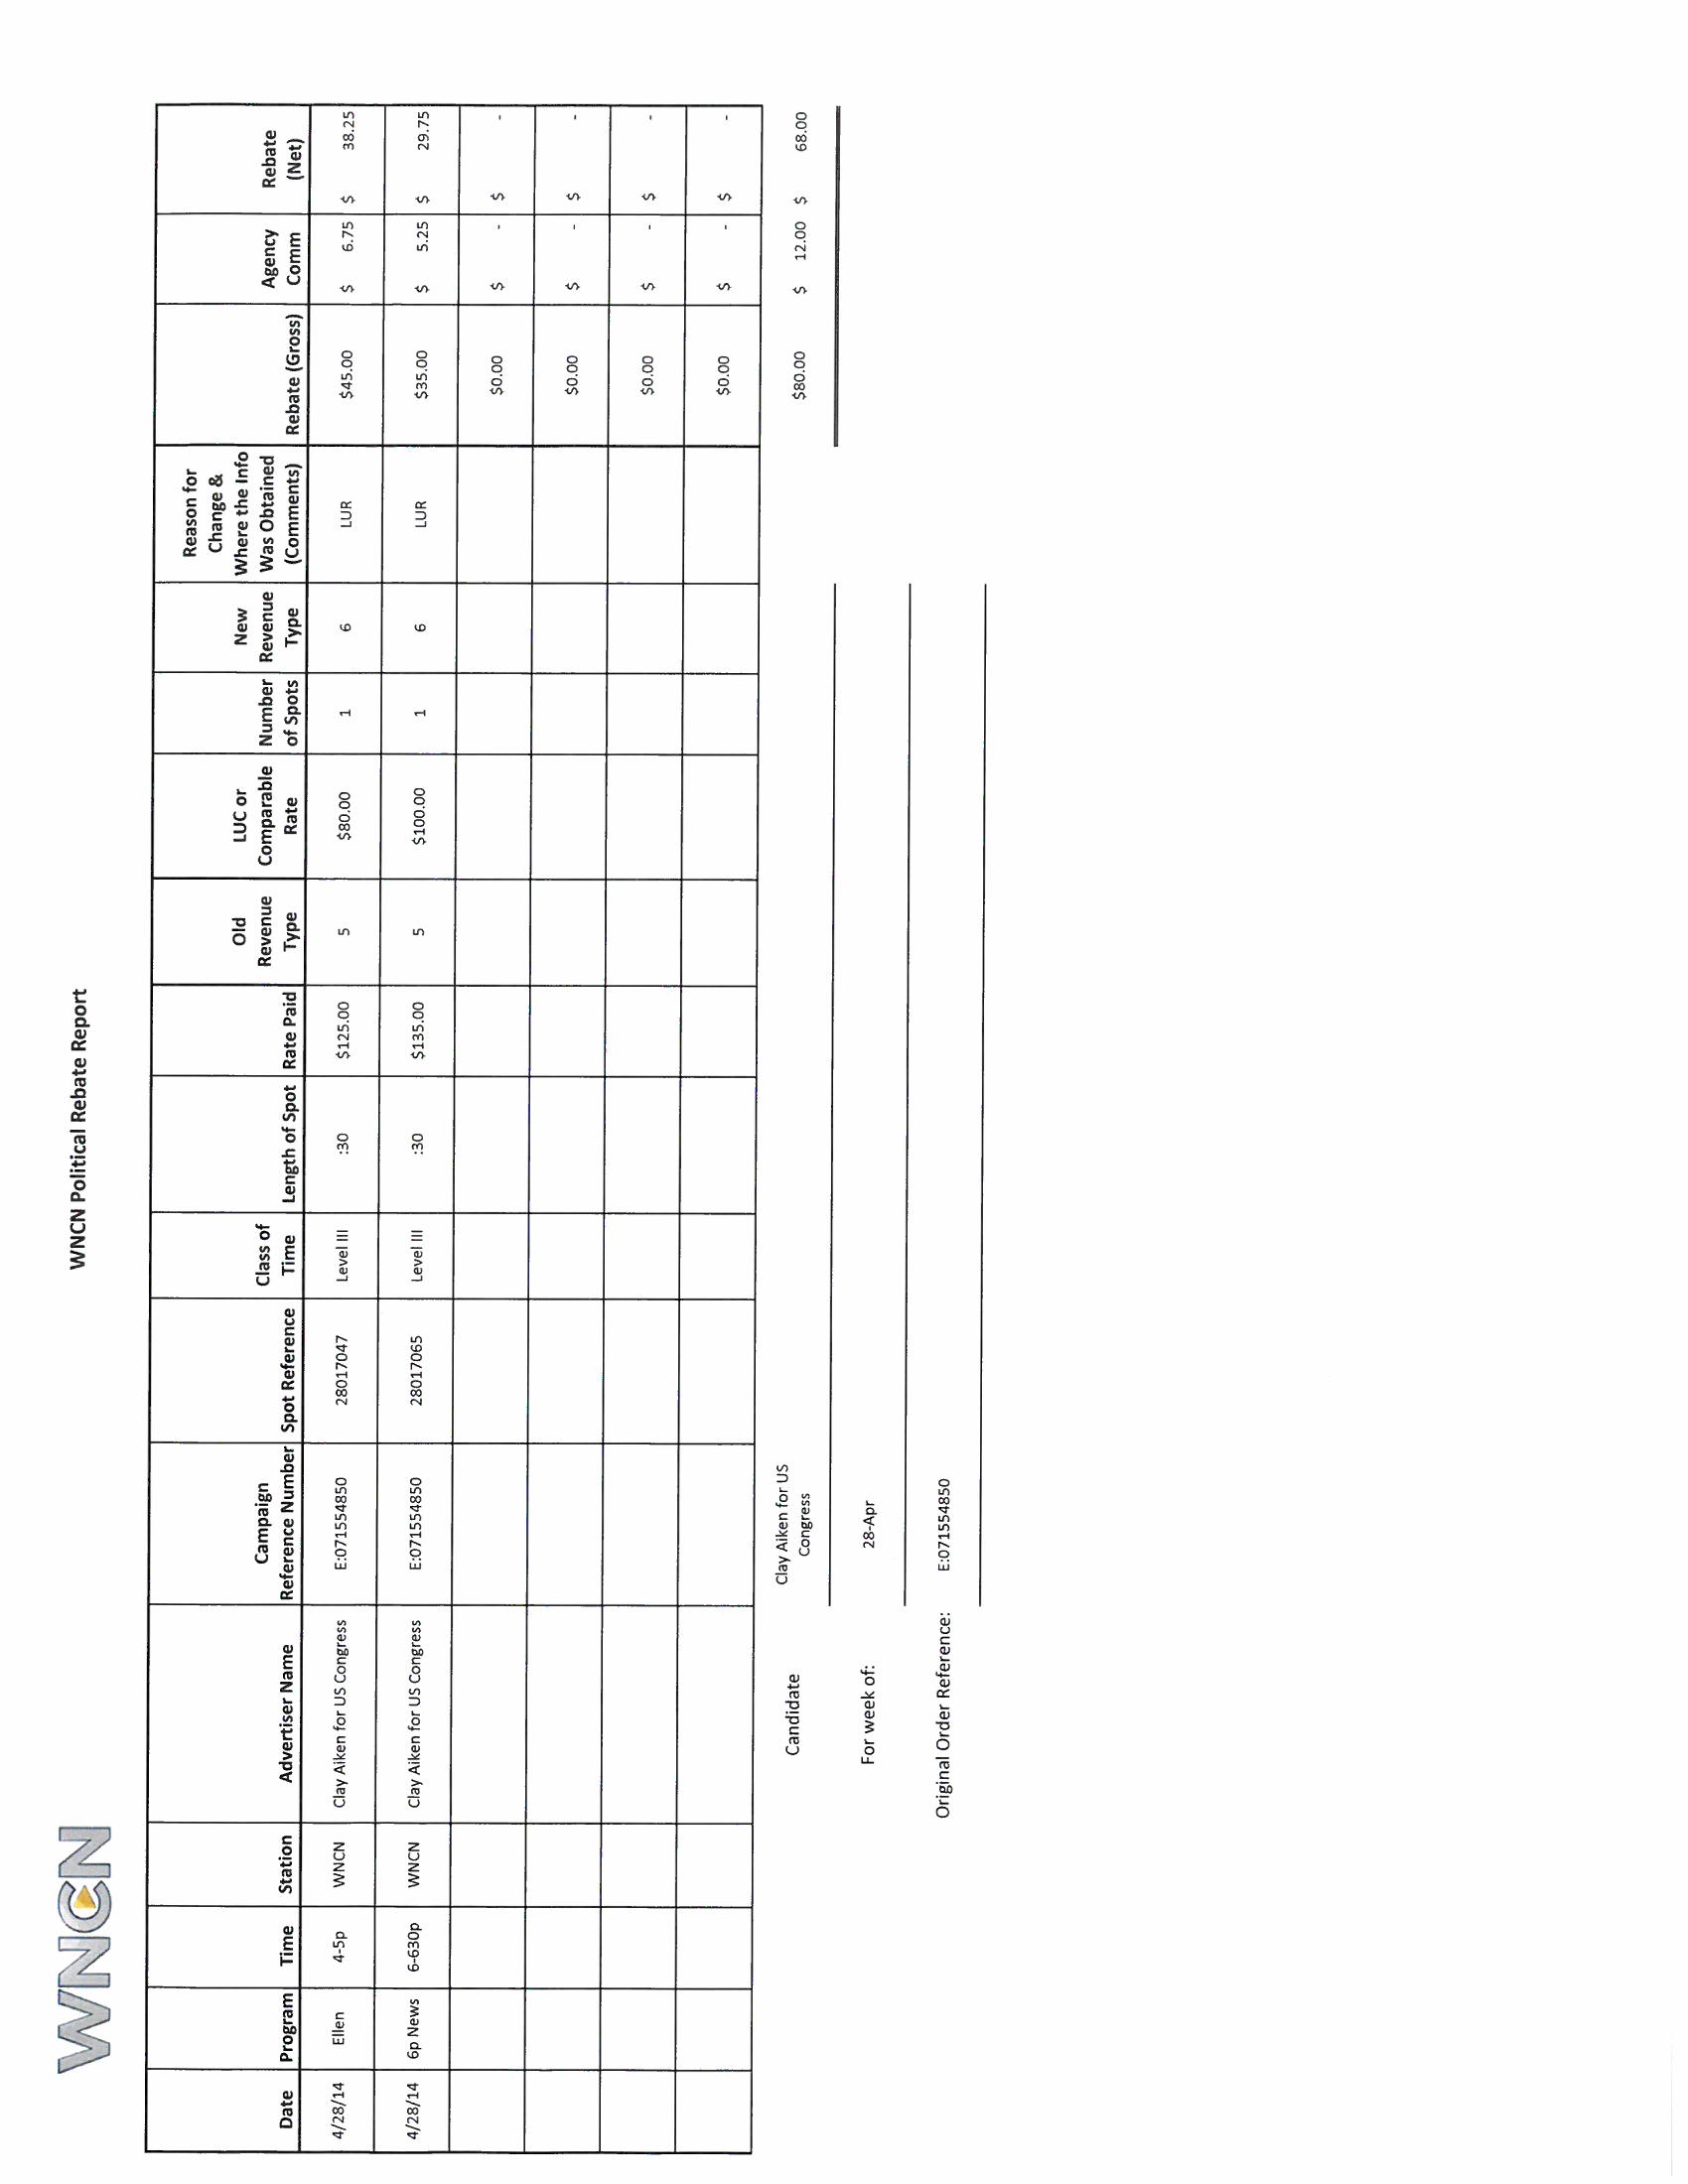 WNCN
WNCN Political Rebate Report
Date Program Time Station Advertiser Name Campaign Reference Number Spot Reference Class of Time Length of Spot Rate Paid Old Revenue Type LUC or Comparable Rate Number of Spots New Revenue Type Reason for Change & Where the Info Was Obtained (Comments) Rebate (Gross) Agency Comm Rebate (Net)
4/28/14 Ellen 4-5p WNCN Clay Aiken for US Congress E:071554850 28017047 Level III :30 $125.00 5 $80.00 1 6 LUR $45.00 $ 6.75 $ 38.25
4/28/14 6p News 6-630p WNCN Clay Aiken for US Congress E:071554850 28017065 Level III :30 $135.00 5 $100.00 1 6 LUR $35.00 $ 5.25 $ 29.75
$0.00 $ - $ -
$0.00 $ - $ -
$0.00 $ - $ -
$0.00 $ - $ -
Candidate Clay Aiken for US Congress $80.00 $ 12.00 $ 68.00
For week of: 28-Apr
Original Order Reference: E:071554850